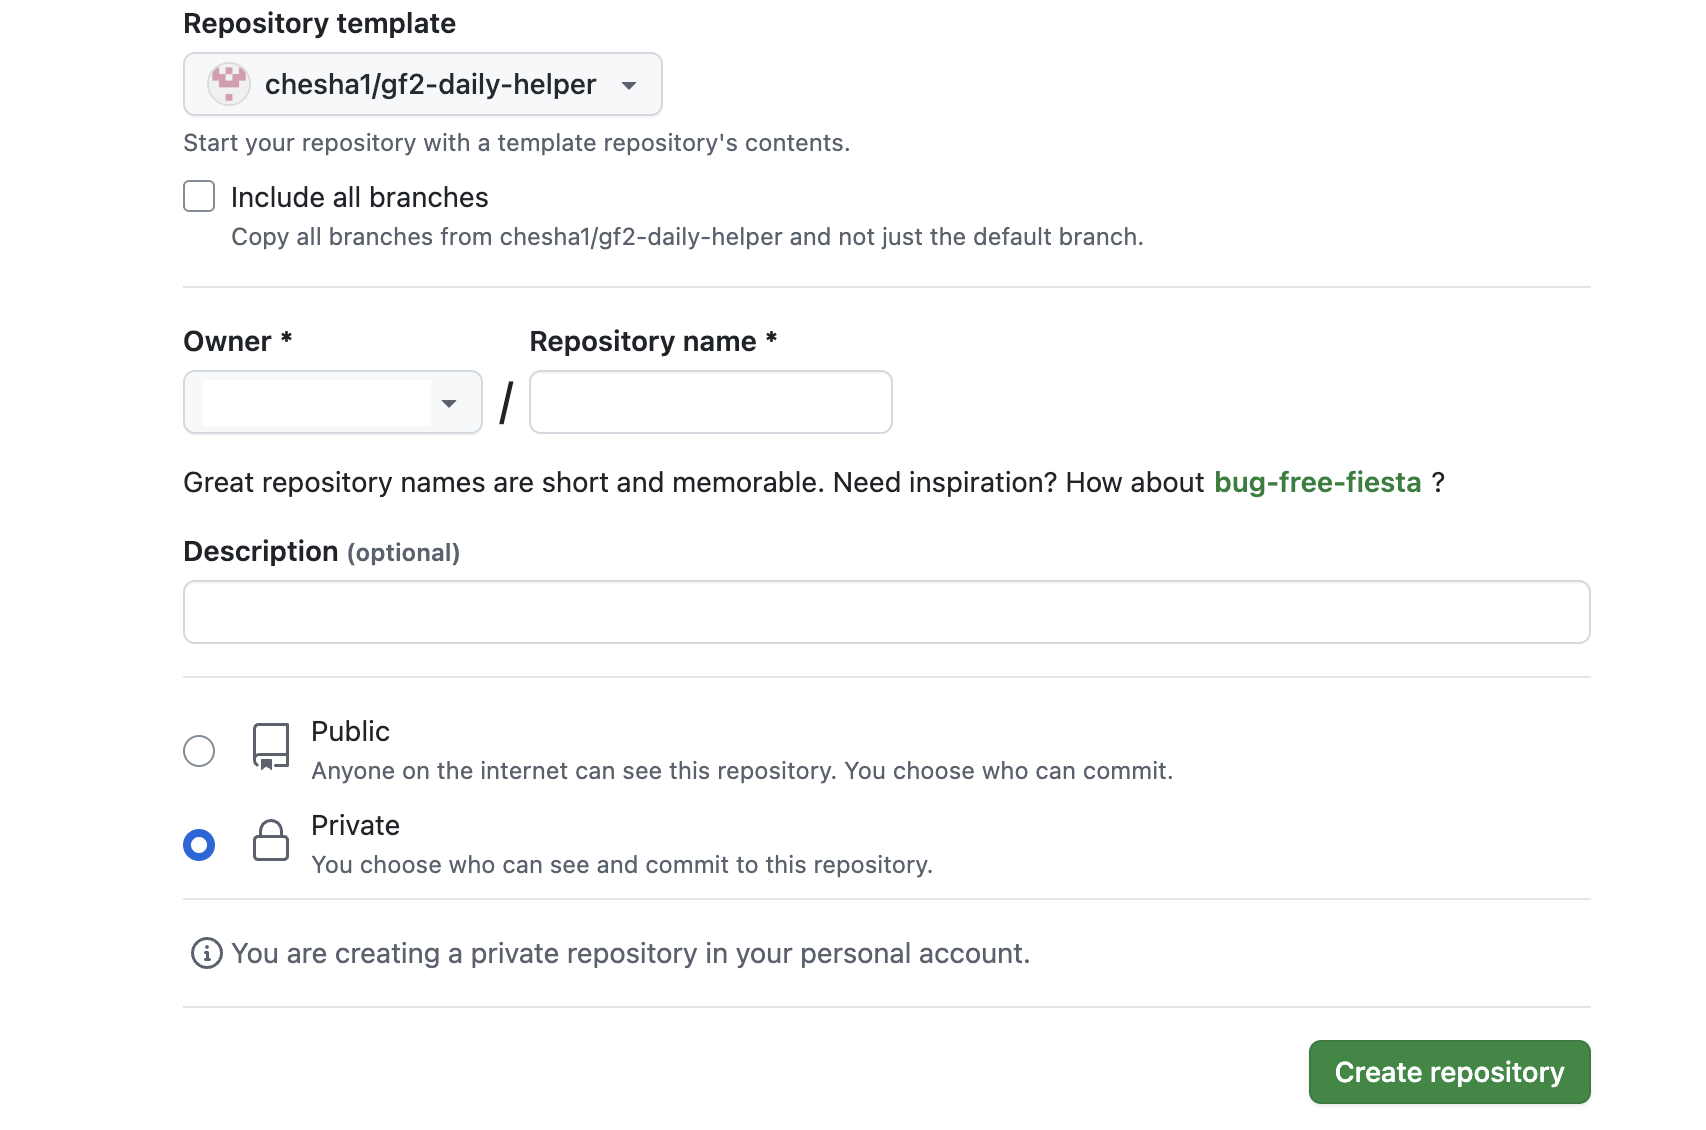 Repository template
chesha1/gf2-daily-helper
Start your repository with a template repository's contents.
Include all branches
Copy all branches from chesha1/gf2-daily-helper and not just the default branch.
Owner * Repository name *
/
Great repository names are short and memorable. Need inspiration? How about bug-free-fiesta ?
Description (optional)
Public
Anyone on the internet can see this repository. You choose who can commit.
Private
You choose who can see and commit to this repository.
You are creating a private repository in your personal account.
Create repository